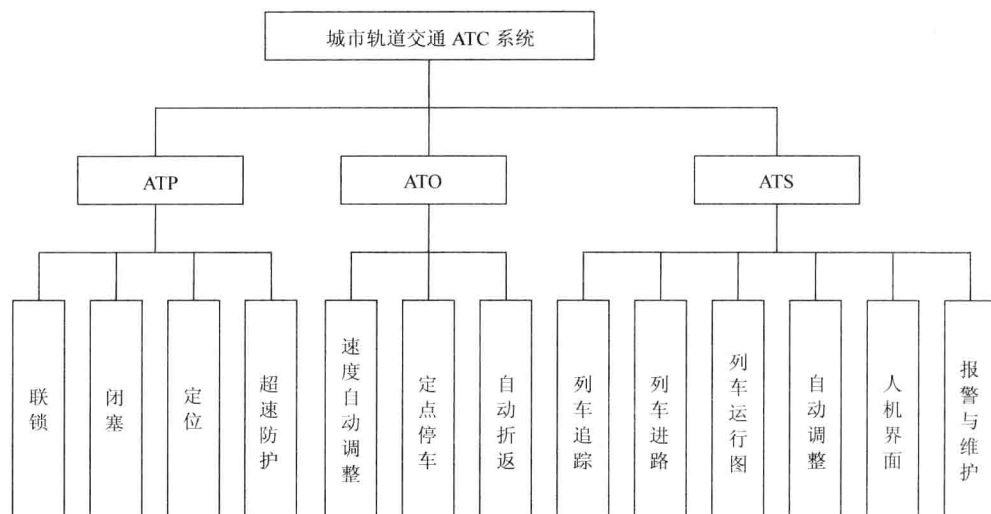 城市轨道交通 ATC 系统
ATP
ATO
ATS
联锁
闭塞
定位
超速防护
速度自动调整
定点停车
自动折返
列车追踪
列车进路
列车运行图
自动调整
人机界面
报警与维护